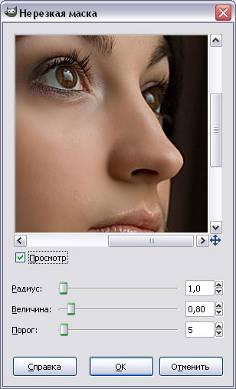 Нерезкая маска
Просмотр
Радиус: 1,0
Величина: 0,80
Порог: 5
Справка OK Отменить